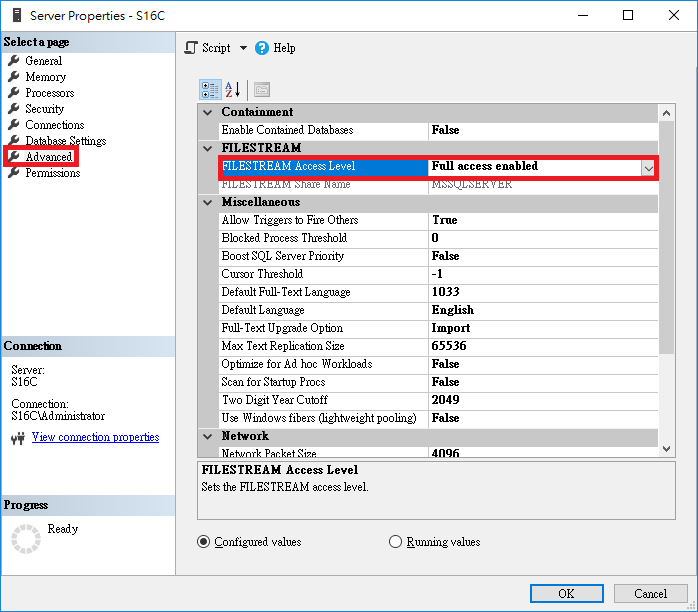 Server Properties - S16C
Select a page
General
Memory
Processors
Security
Connections
Database Settings
Advanced
Permissions
Connection
Server:
S16C
Connection:
S16C\Administrator
View connection properties
Progress
Ready
Script
Help
Containment
Enable Contained Databases False
FILESTREAM
FILESTREAM Access Level Full access enabled
FILESTREAM Share Name MSSQLSERVER
Miscellaneous
Allow Triggers to Fire Others True
Blocked Process Threshold 0
Boost SQL Server Priority False
Cursor Threshold -1
Default Full-Text Language 1033
Default Language English
Full-Text Upgrade Option Import
Max Text Replication Size 65536
Optimize for Ad hoc Workloads False
Scan for Startup Procs False
Two Digit Year Cutoff 2049
Use Windows fibers (lightweight pooling) False
Network
Network Packet Size 4096
FILESTREAM Access Level
Sets the FILESTREAM access level.
Configured values Running values
OK Cancel